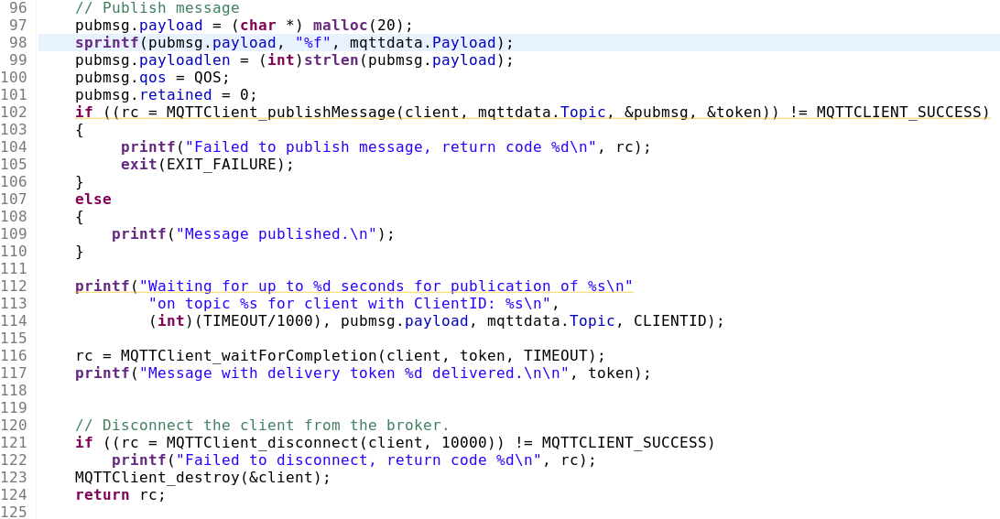 96 // Publish message
97 pubmsg.payload = (char *) malloc(20);
98 sprintf(pubmsg.payload, "%f", mqttdata.Payload);
99 pubmsg.payloadlen = (int)strlen(pubmsg.payload);
100 pubmsg.qos = QOS;
101 pubmsg.retained = 0;
102 if ((rc = MQTTClient_publishMessage(client, mqttdata.Topic, &pubmsg, &token)) != MQTTCLIENT_SUCCESS)
103 {
104 printf("Failed to publish message, return code %d\n", rc);
105 exit(EXIT_FAILURE);
106 }
107 else
108 {
109 printf("Message published.\n");
110 }
111
112 printf("Waiting for up to %d seconds for publication of %s\n"
113 "on topic %s for client with ClientID: %s\n",
114 (int)(TIMEOUT/1000), pubmsg.payload, mqttdata.Topic, CLIENTID);
115
116 rc = MQTTClient_waitForCompletion(client, token, TIMEOUT);
117 printf("Message with delivery token %d delivered.\n\n", token);
118
119
120 // Disconnect the client from the broker.
121 if ((rc = MQTTClient_disconnect(client, 10000)) != MQTTCLIENT_SUCCESS)
122 printf("Failed to disconnect, return code %d\n", rc);
123 MQTTClient_destroy(&client);
124 return rc;
125